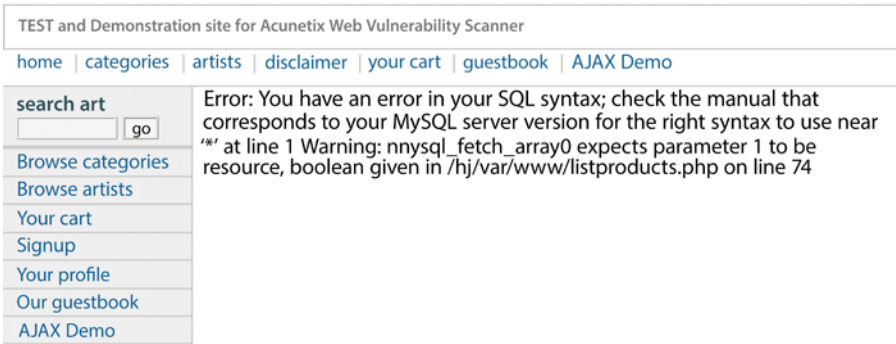 TEST and Demonstration site for Acunetix Web Vulnerability Scanner
home | categories | artists | disclaimer | your cart | guestbook | AJAX Demo
search art
go
Browse categories
Browse artists
Your cart
Signup
Your profile
Our guestbook
AJAX Demo
Error: You have an error in your SQL syntax; check the manual that
corresponds to your MySQL server version for the right syntax to use near
‘*’ at line 1 Warning: nnysql_fetch_array0 expects parameter 1 to be
resource, boolean given in /hj/var/www/listproducts.php on line 74